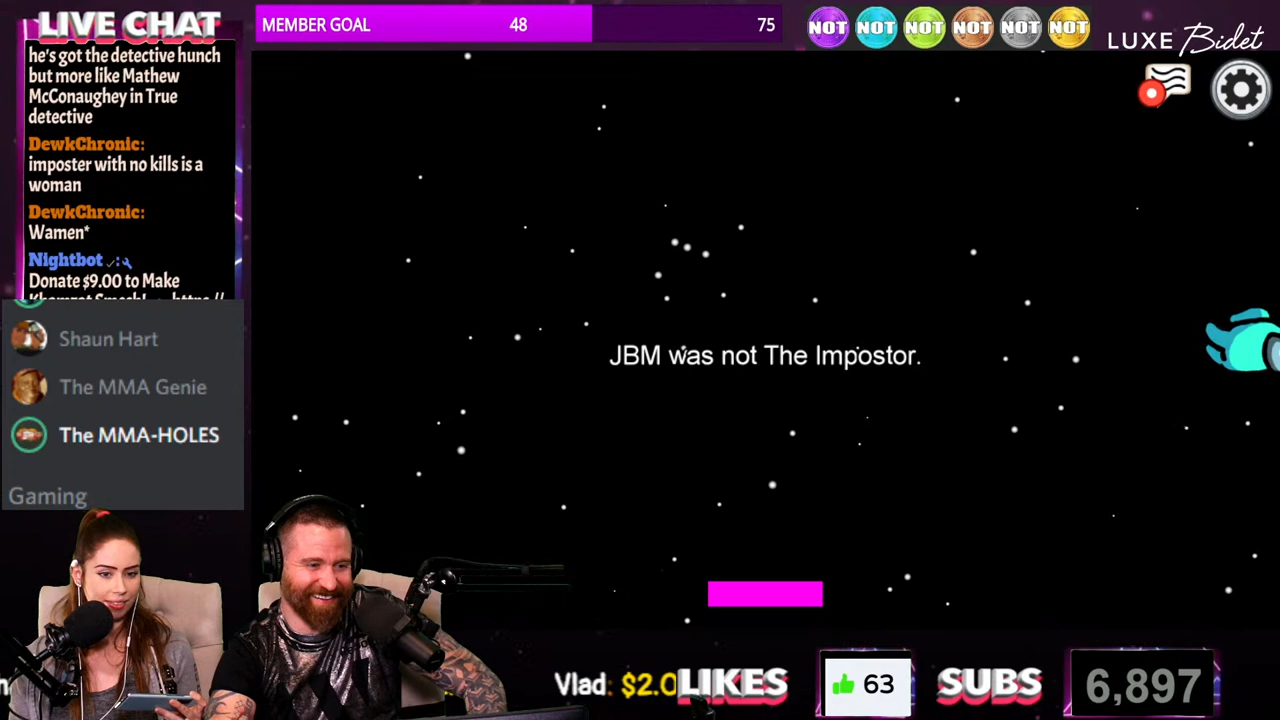 LIVE CHAT
he's got the detective hunch
but more like Mathew
McConaughey in True
detective
DewkChronic:
imposter with no kills is a
woman
DewkChronic:
Wamen*
Nightbot
Donate $9.00 to Make
Shaun Hart
The MMA Genie
The MMA-HOLES
Gaming
MEMBER GOAL 48 75
NOT NOT NOT NOT NOT NOT
LUXE Bidet
JBM was not The Impostor.
Vlad: $2.0
LIKES 63 SUBS 6,897